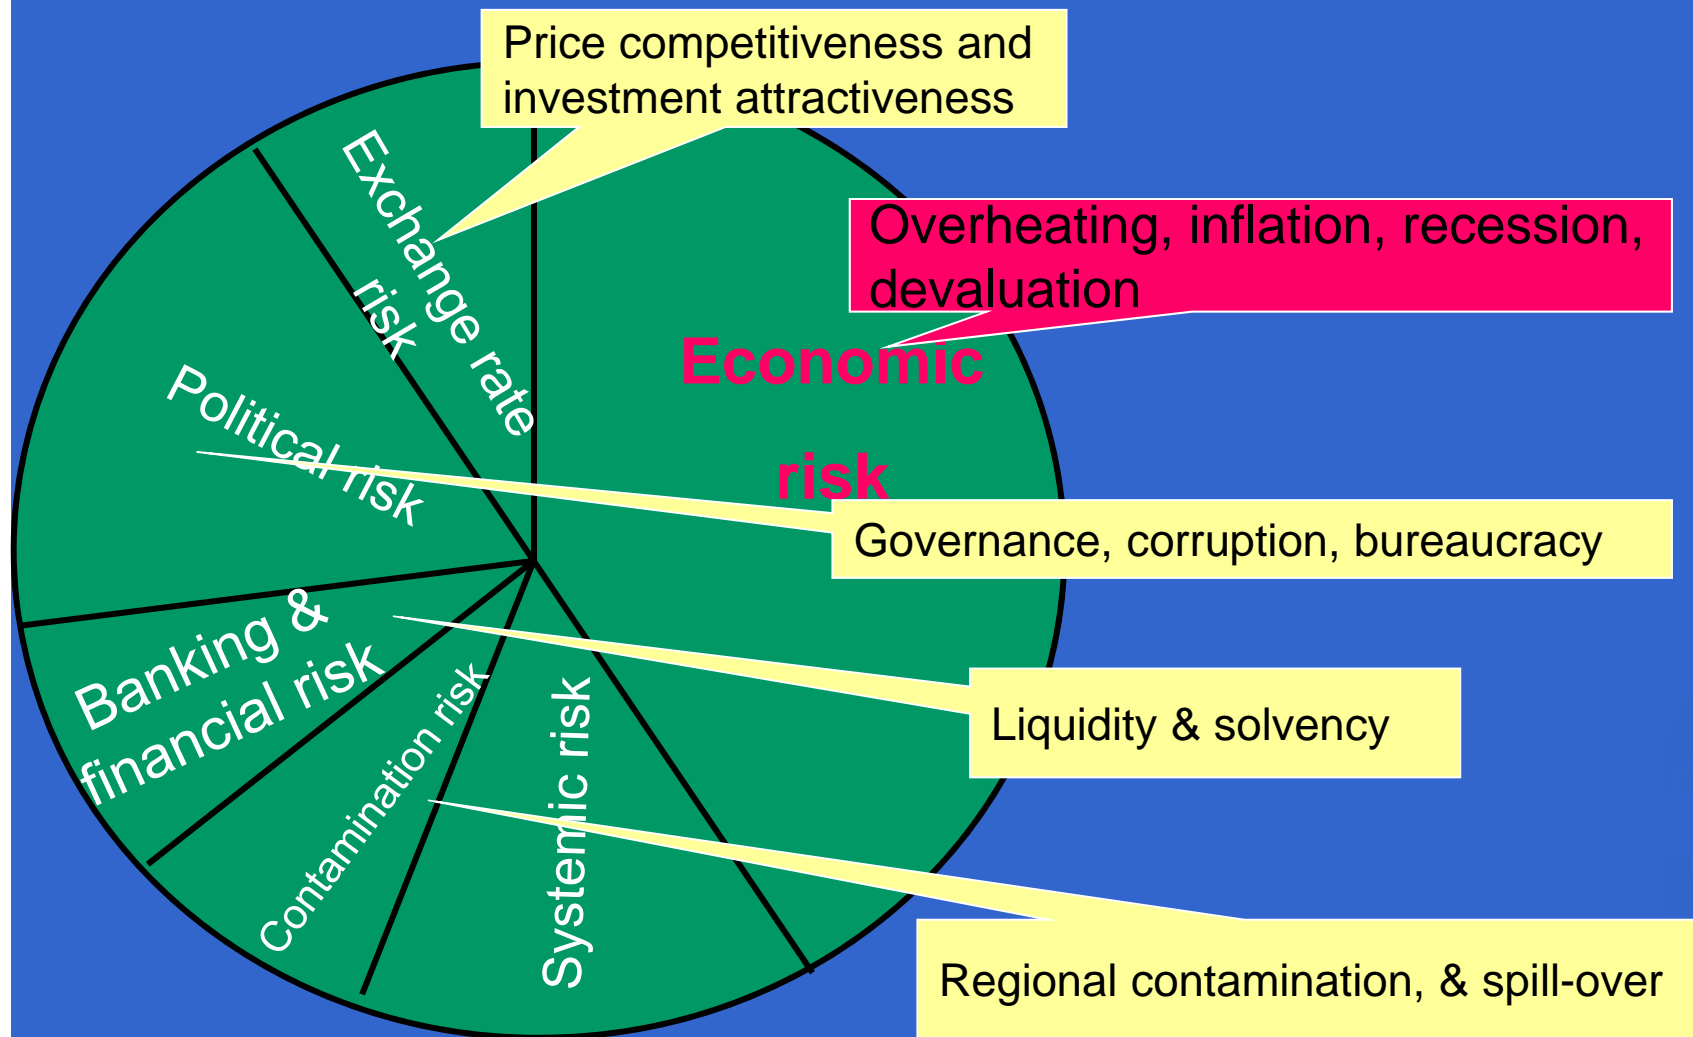 Price competitiveness and
investment attractiveness
Exchange rate
risk
Overheating, inflation, recession,
devaluation
Economic
risk
Political risk
Governance, corruption, bureaucracy
Banking &
financial risk
Liquidity & solvency
Contamination risk
Systemic risk
Regional contamination, & spill-over